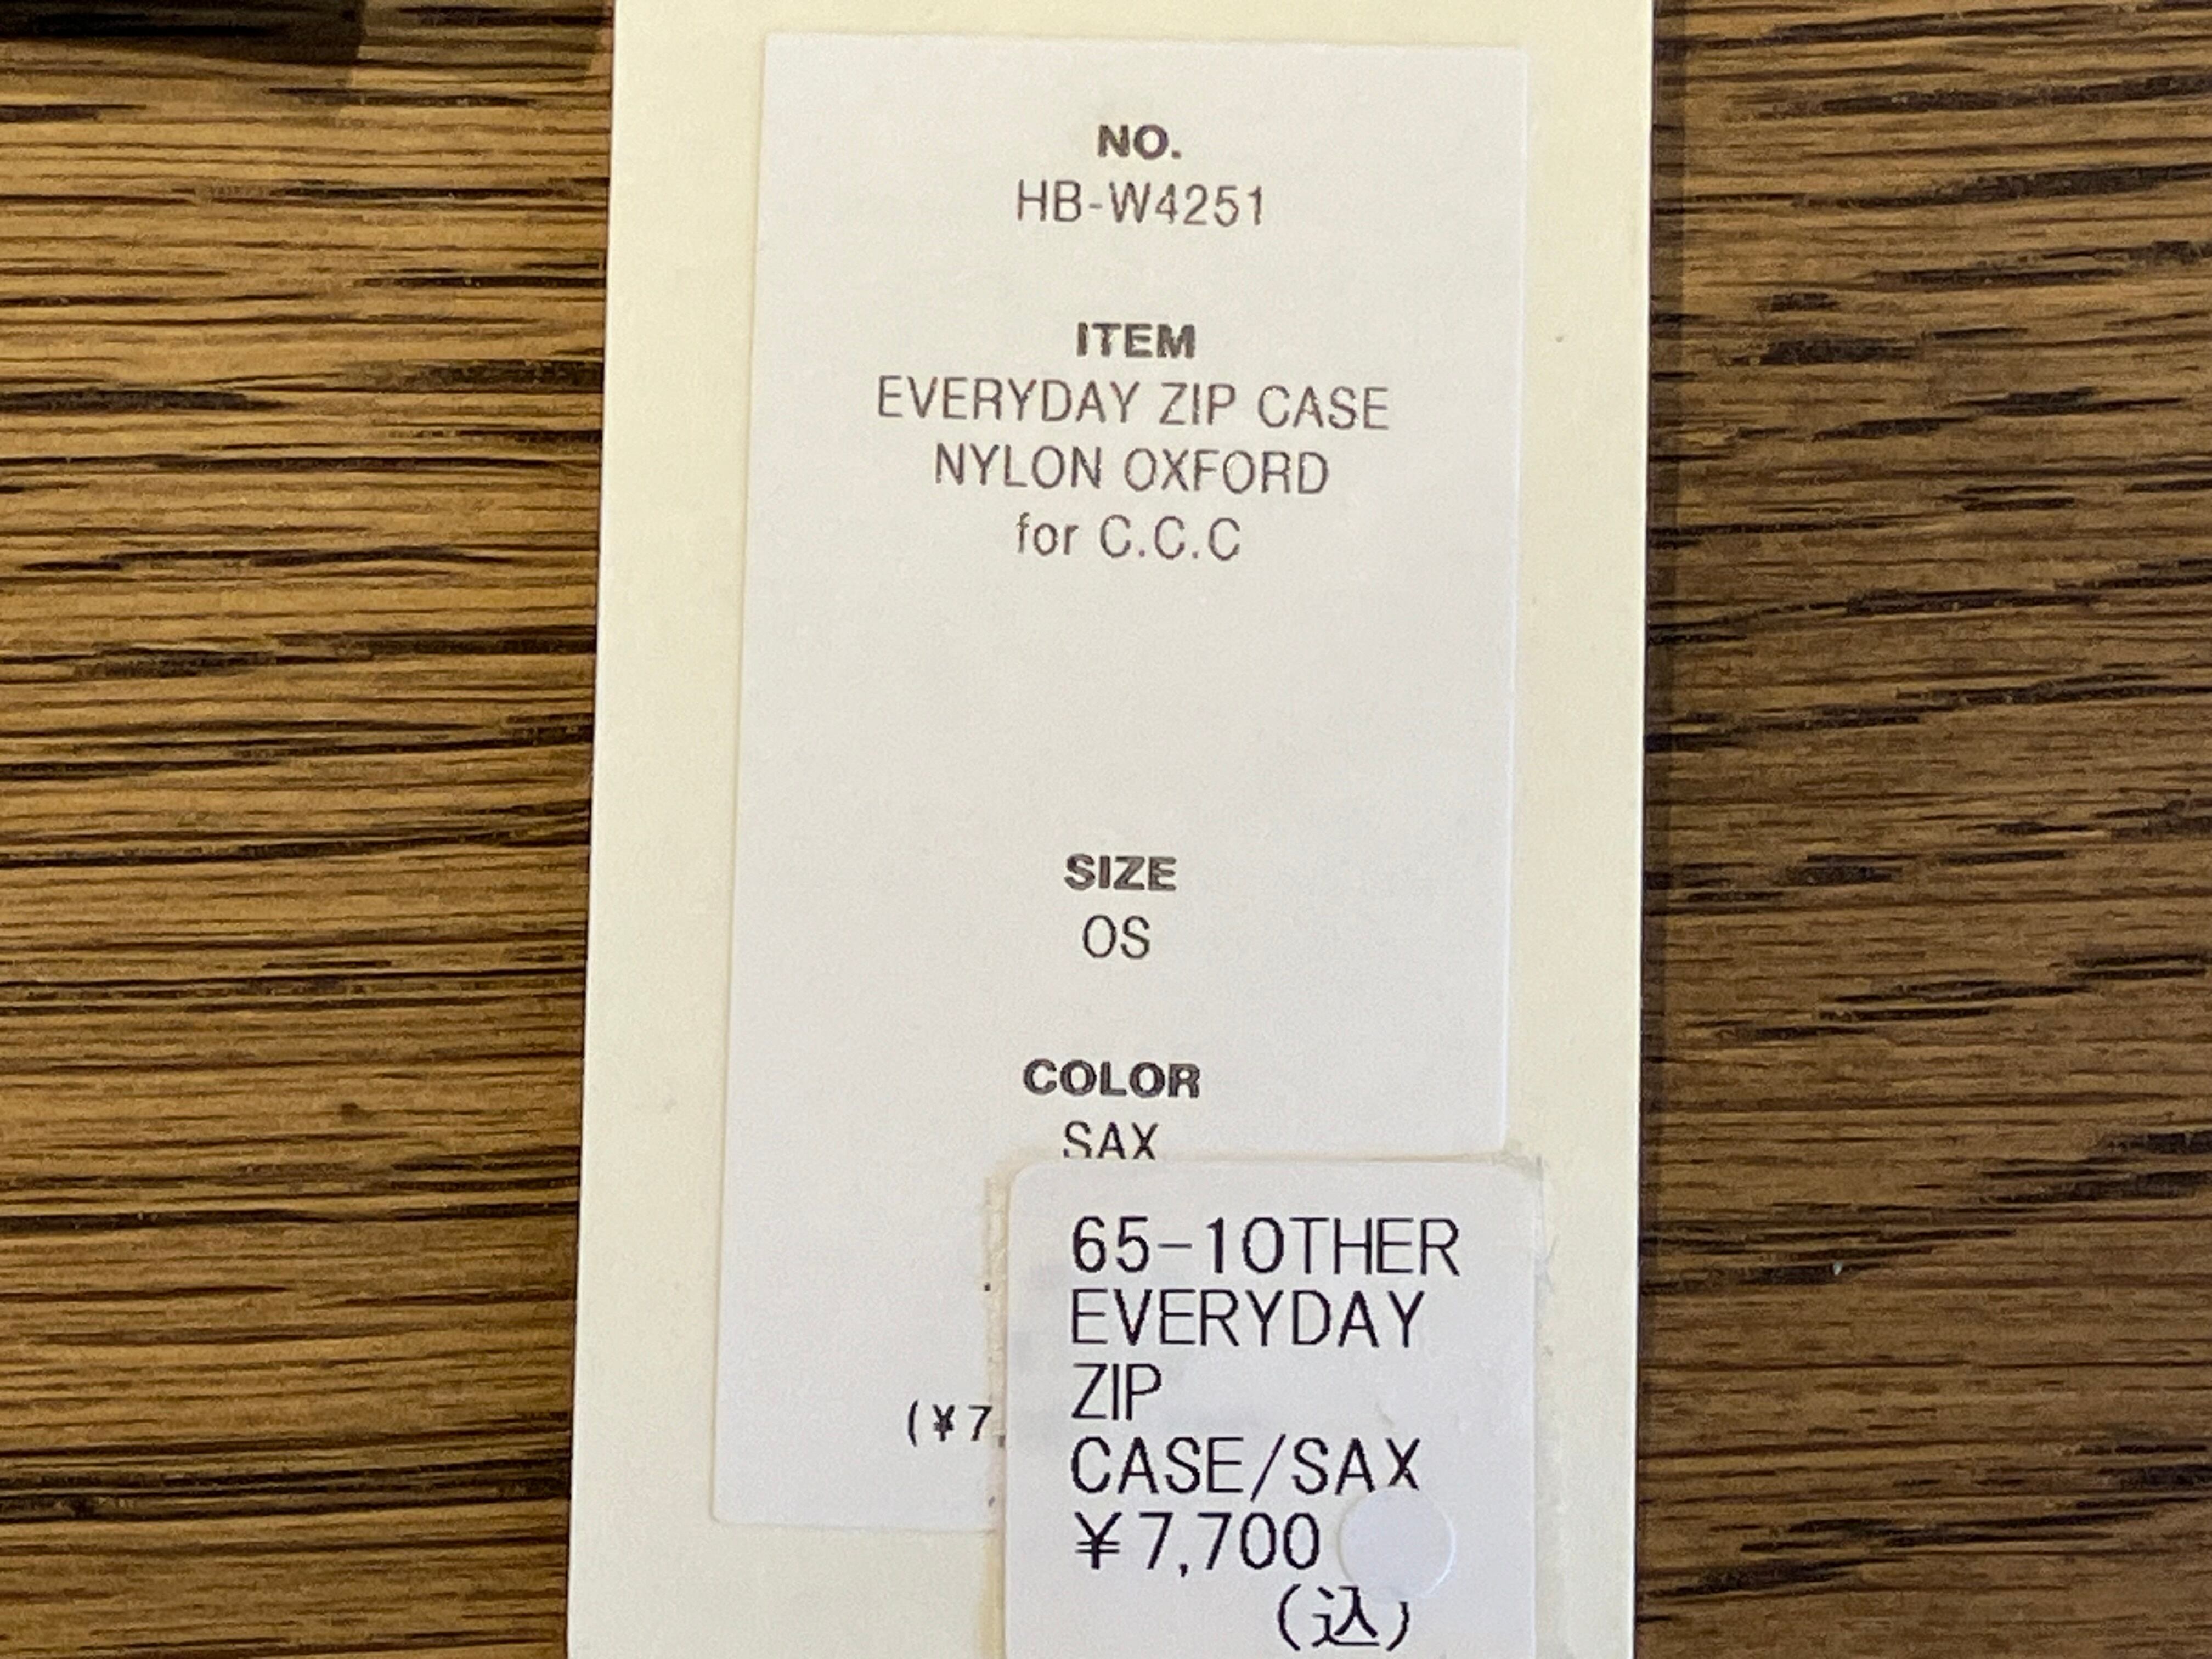 NO.
HB-W4251
ITEM
EVERYDAY ZIP CASE
NYLON OXFORD
for C.C.C
SIZE
OS
COLOR
SAX
(¥7,
65-1OTHER
EVERYDAY
ZIP
CASE/SAX
¥7,700
(込)